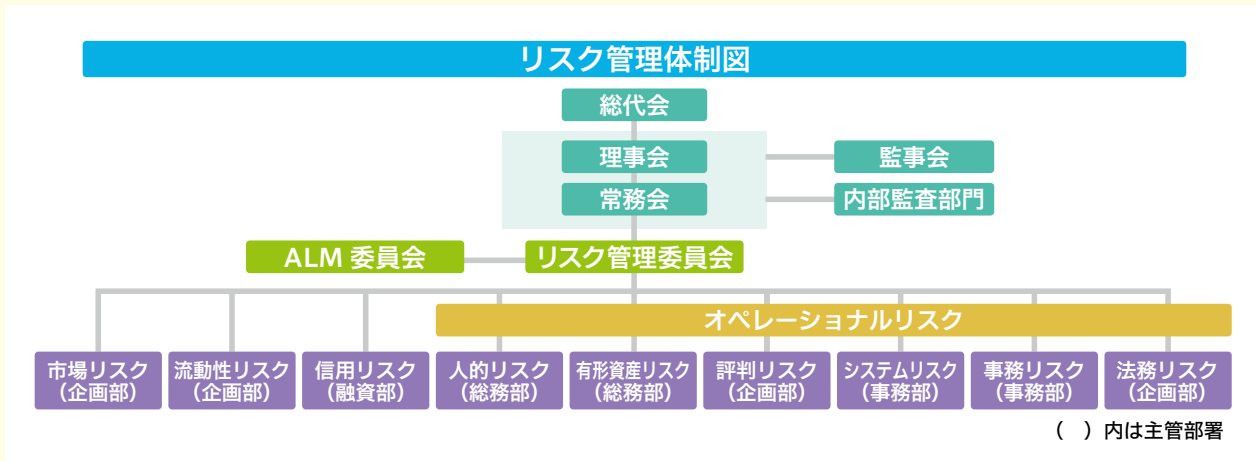 リスク管理体制図
総代会
理事会
監事会
常務会
内部監査部門
ALM 委員会
リスク管理委員会
オペレーショナルリスク
市場リスク
（企画部）
流動性リスク
（企画部）
信用リスク
（融資部）
人的リスク
（総務部）
有形資産リスク
（総務部）
評判リスク
（企画部）
システムリスク
（事務部）
事務リスク
（事務部）
法務リスク
（企画部）
（　）内は主管部署